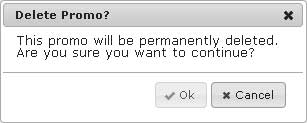 Delete Promo?
This promo will be permanently deleted.
Are you sure you want to continue?
Ok
Cancel